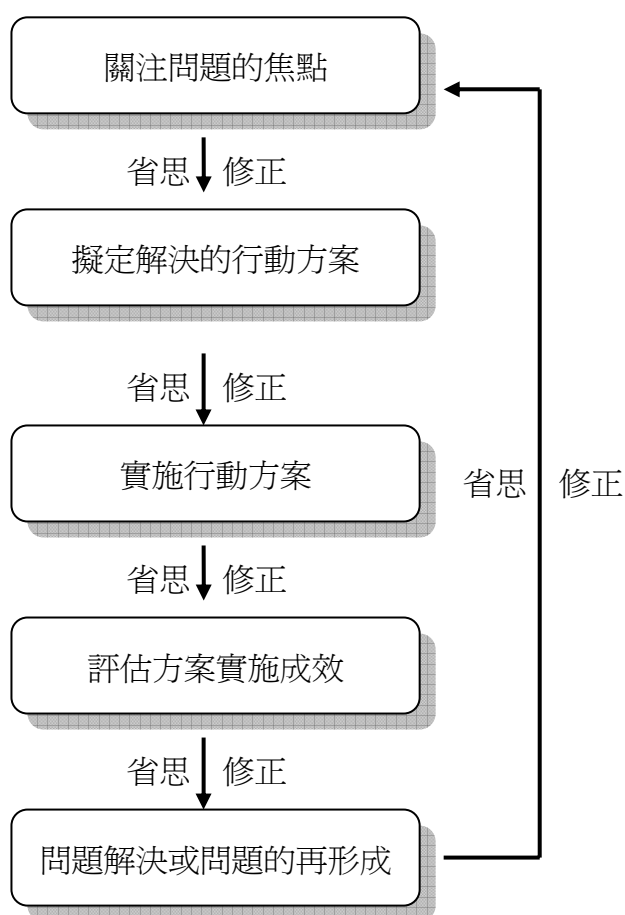 關注問題的焦點
省思 修正
擬定解決的行動方案
省思 修正
實施行動方案
省思 修正
省思 修正
評估方案實施成效
省思 修正
問題解決或問題的再形成